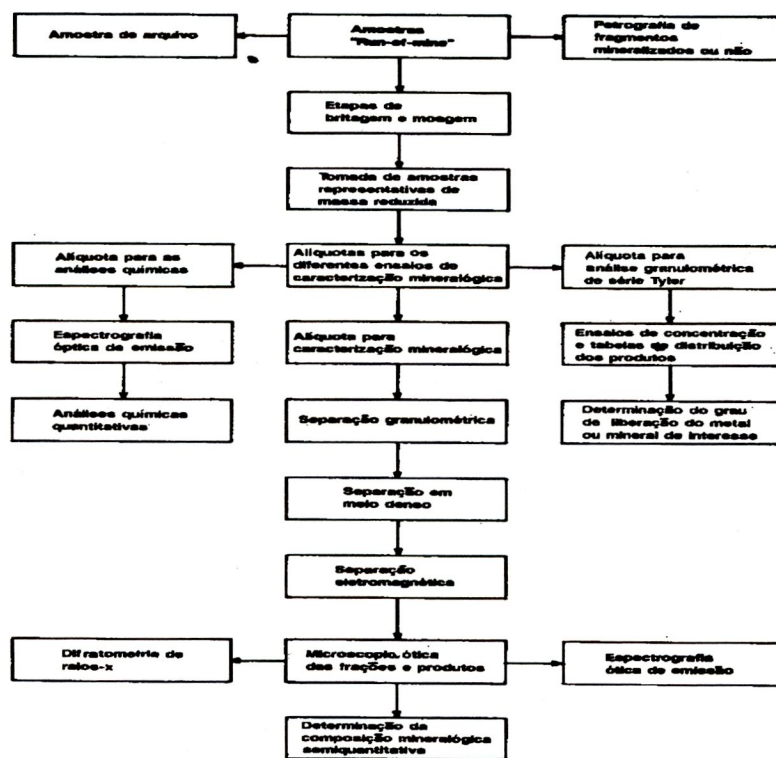 Amostra de arquivo
Amostras
"Run-of-mine"
Petrografia de
fragmentos
mineralizados ou não
Etapas de
britagem e moagem
Tomada de amostras
representativas de
massa reduzida
Alíquota para as
análises químicas
Alíquotas para os
diferentes ensaios de
caracterização mineralógica
Alíquota para
análise granulométrica
de série Tyler
Espectrografia
óptica de emissão
Alíquota para
caracterização mineralógica
Ensaios de concentração
e tabelas de distribuição
dos produtos
Análises químicas
quantitativas
Separação granulométrica
Determinação do grau
de liberação do metal
ou mineral de interesse
Separação em
meio denso
Separação
eletromagnética
Difratometria de
raios-x
Microscopio.ótica
das frações e produtos
Espectrografia
ótica de emissão
Determinação da
composição mineralógica
semiquantitativa